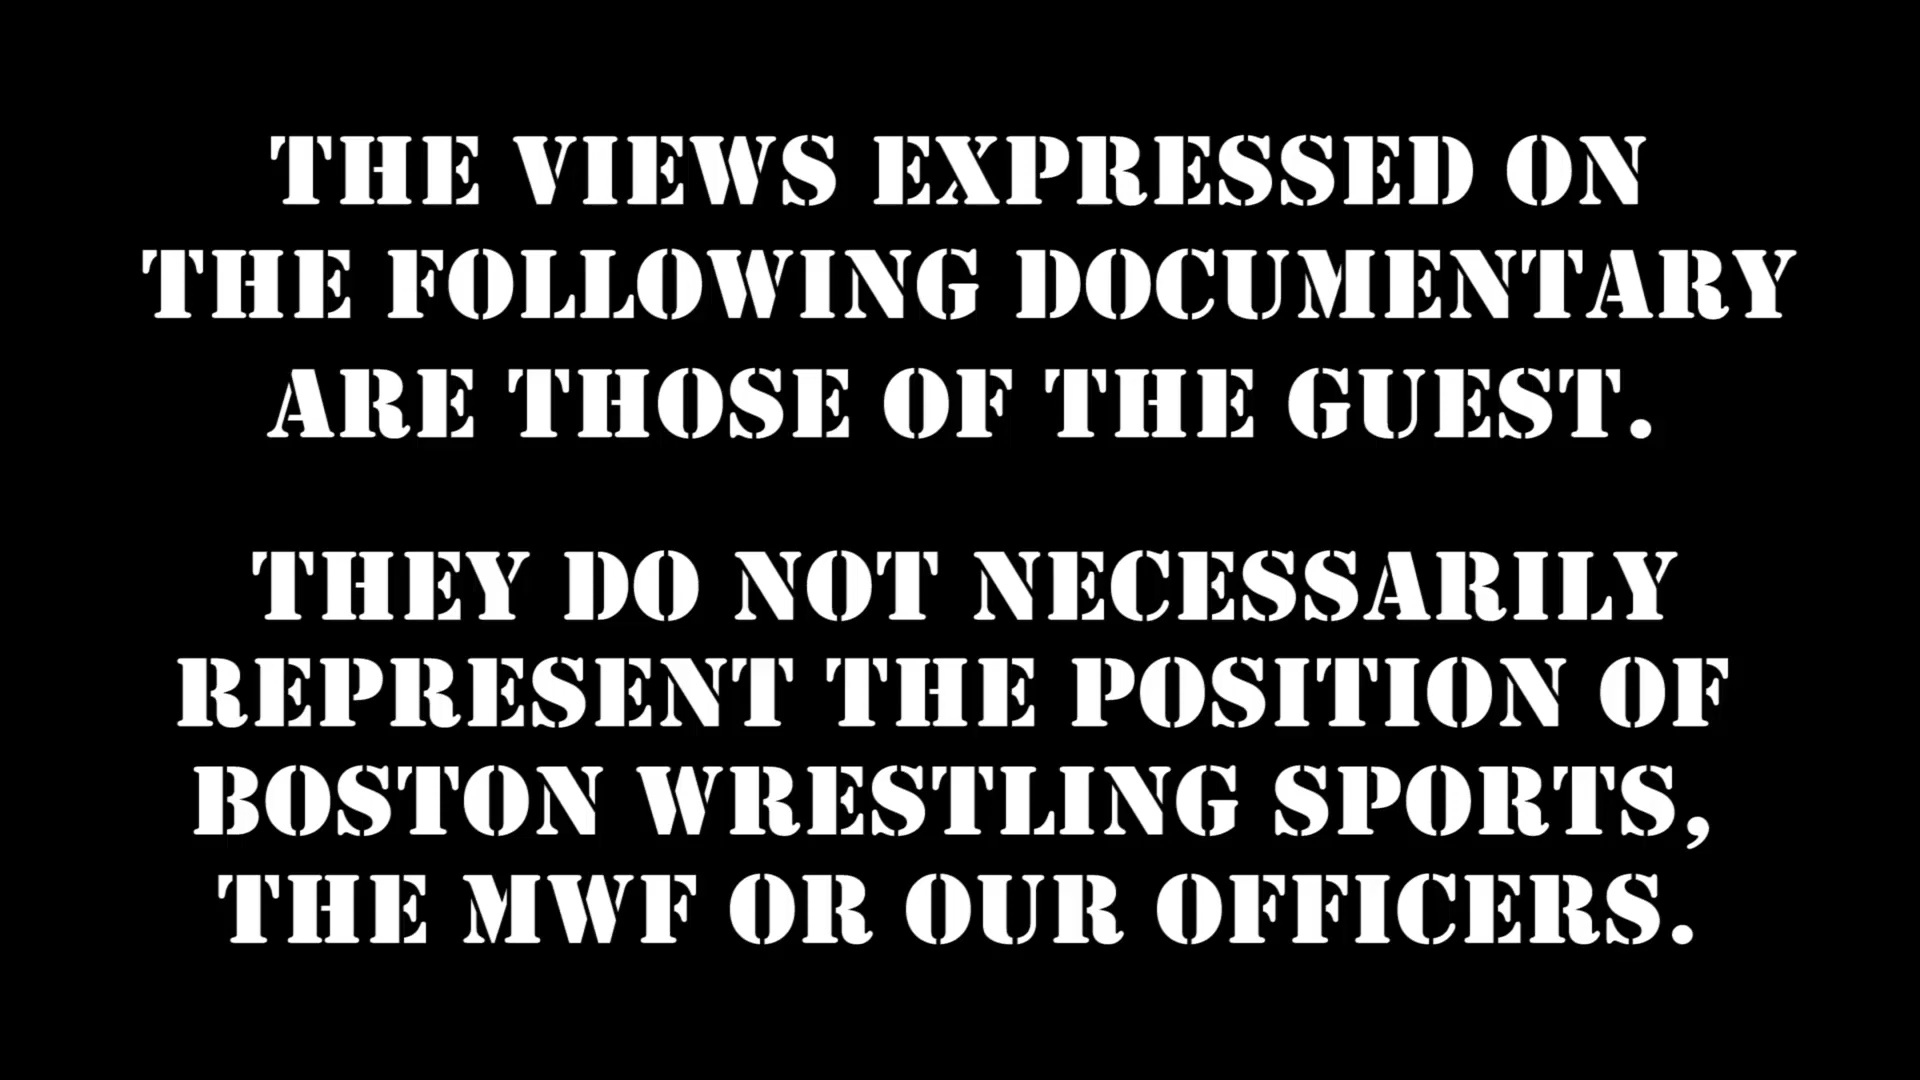 THE VIEWS EXPRESSED ON
THE FOLLOWING DOCUMENTARY
ARE THOSE OF THE GUEST.
THEY DO NOT NECESSARILY
REPRESENT THE POSITION OF
BOSTON WRESTLING SPORTS,
THE MWF OR OUR OFFICERS.